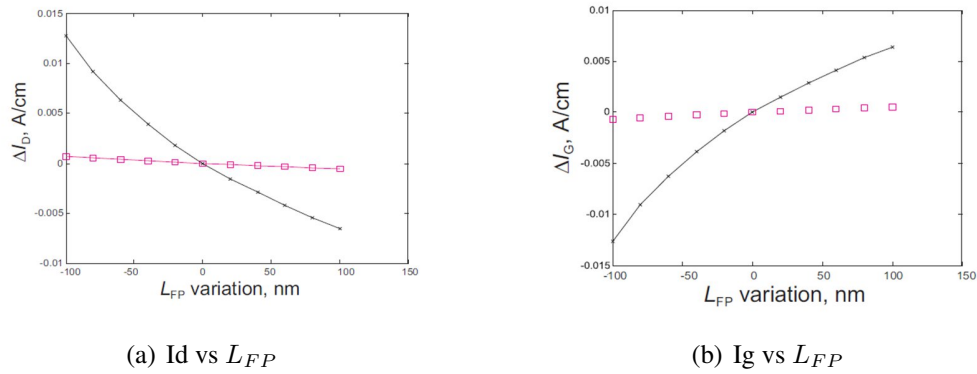 0.015
0.01
0.005
0
-0.005
-0.01
ΔI_D, A/cm
-100 -50 0 50 100 150
L_FP variation, nm
(a) Id vs L_FP
0.01
0.005
0
-0.005
-0.01
-0.015
ΔI_G, A/cm
-100 -50 0 50 100 150
L_FP variation, nm
(b) Ig vs L_FP